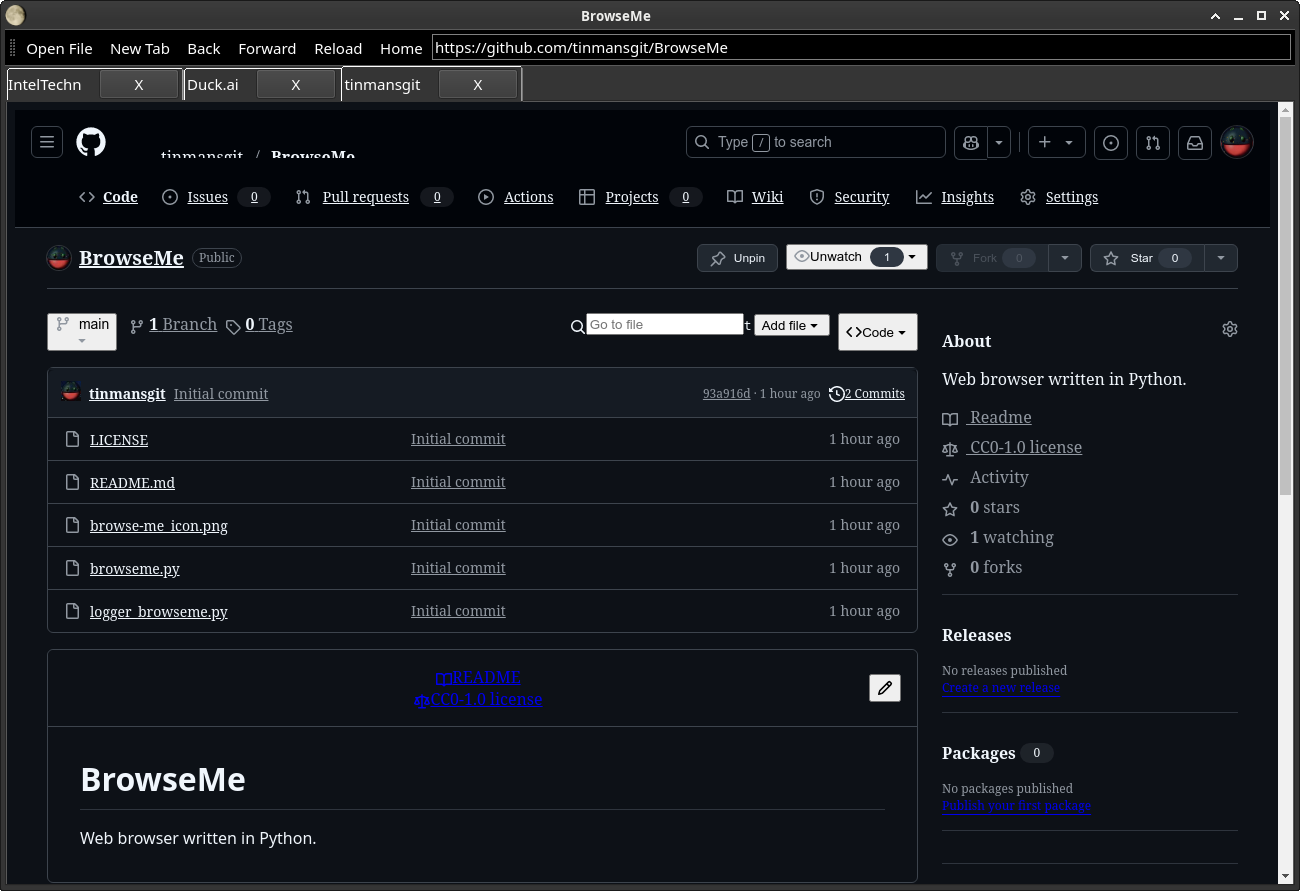 BrowseMe
Open File New Tab Back Forward Reload Home https://github.com/tinmansgit/BrowseMe
IntelTechn X Duck.ai X tinmansgit X
tinmansgit / BrowseMe Type / to search
Code Issues 0 Pull requests 0 Actions Projects 0 Wiki Security Insights Settings
BrowseMe Public Unpin Unwatch 1 Fork 0 Star 0
main 1 Branch 0 Tags Go to file t Add file <>Code
tinmansgit Initial commit 93a916d · 1 hour ago 2 Commits
LICENSE Initial commit 1 hour ago
README.md Initial commit 1 hour ago
browse-me_icon.png Initial commit 1 hour ago
browseme.py Initial commit 1 hour ago
logger_browseme.py Initial commit 1 hour ago
README
CC0-1.0 license
BrowseMe
Web browser written in Python.
About
Web browser written in Python.
Readme
CC0-1.0 license
Activity
0 stars
1 watching
0 forks
Releases
No releases published
Create a new release
Packages 0
No packages published
Publish your first package